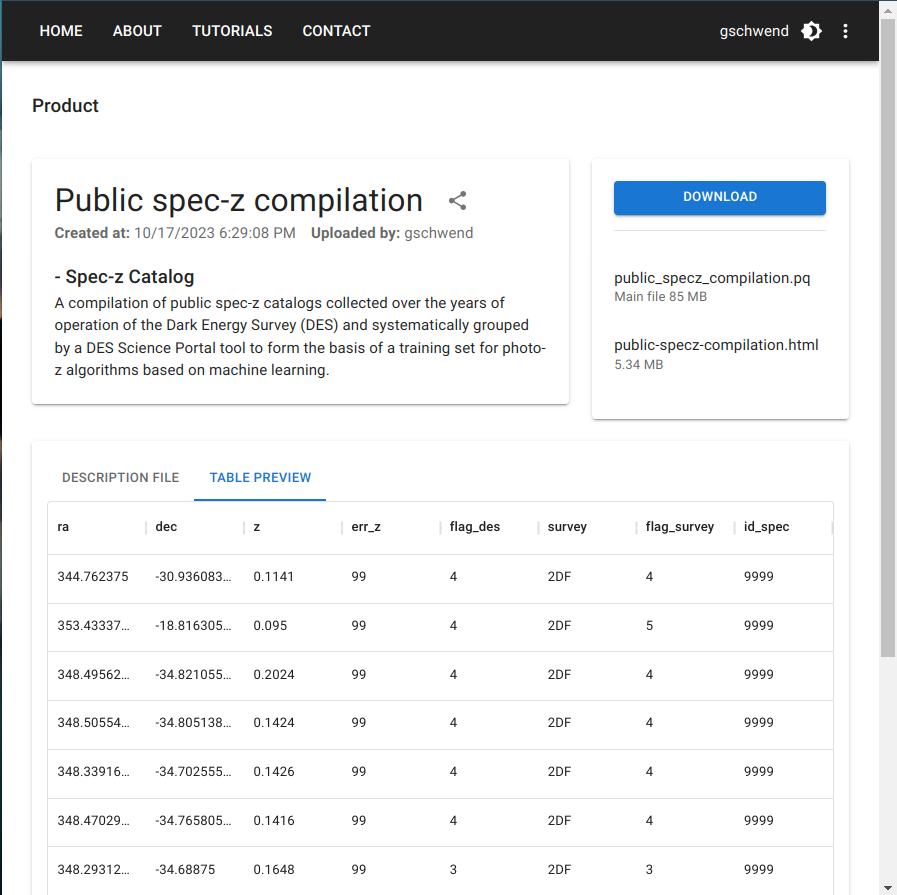 HOME ABOUT TUTORIALS CONTACT gschwend
Product
Public spec-z compilation
Created at: 10/17/2023 6:29:08 PM Uploaded by: gschwend
- Spec-z Catalog
A compilation of public spec-z catalogs collected over the years of
operation of the Dark Energy Survey (DES) and systematically grouped
by a DES Science Portal tool to form the basis of a training set for photo-
z algorithms based on machine learning.
DOWNLOAD
public_specz_compilation.pq
Main file 85 MB
public-specz-compilation.html
5.34 MB
DESCRIPTION FILE TABLE PREVIEW
ra dec z err_z flag_des survey flag_survey id_spec
344.762375 -30.936083... 0.1141 99 4 2DF 4 9999
353.43337... -18.816305... 0.095 99 4 2DF 5 9999
348.49562... -34.821055... 0.2024 99 4 2DF 4 9999
348.50554... -34.805138... 0.1424 99 4 2DF 4 9999
348.33916... -34.702555... 0.1426 99 4 2DF 4 9999
348.47029... -34.765805... 0.1416 99 4 2DF 4 9999
348.29312... -34.68875 0.1648 99 3 2DF 3 9999